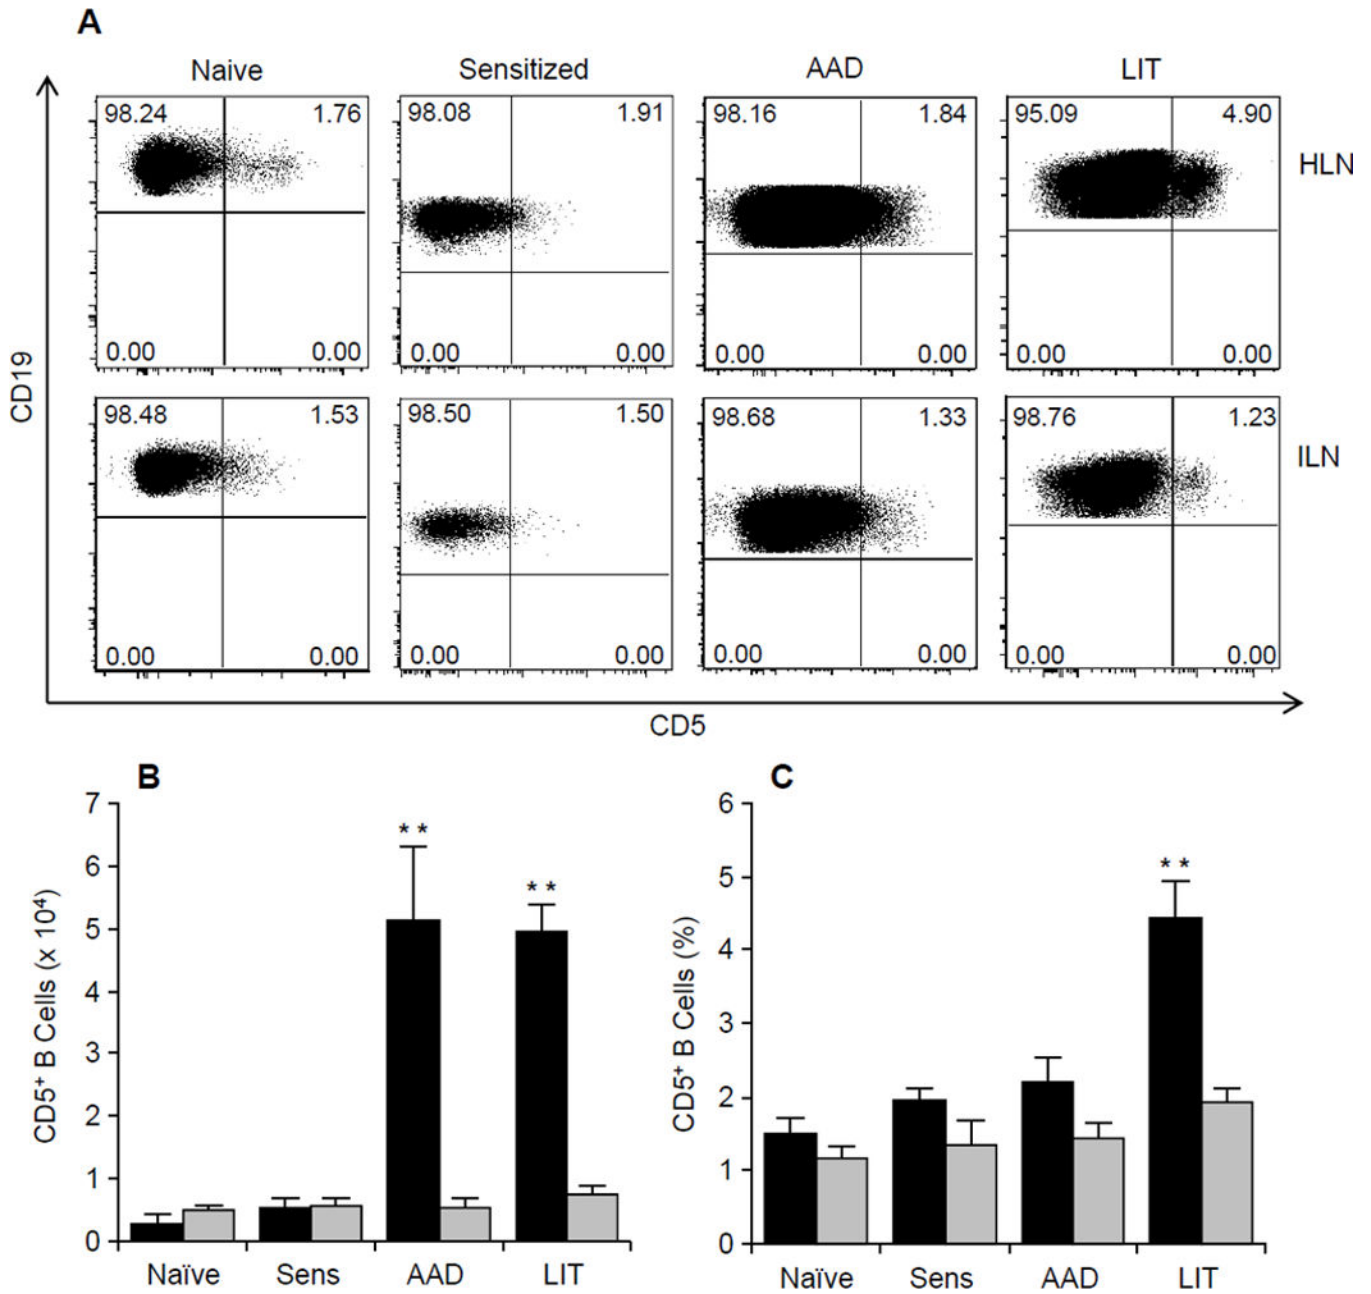 A
Naive Sensitized AAD LIT
98.24 1.76 98.08 1.91 98.16 1.84 95.09 4.90
HLN
0.00 0.00 0.00 0.00 0.00 0.00 0.00 0.00
CD19
98.48 1.53 98.50 1.50 98.68 1.33 98.76 1.23
ILN
0.00 0.00 0.00 0.00 0.00 0.00 0.00 0.00
CD5
B
7
6
5
4
3
2
1
0
CD5⁺ B Cells (x 10⁴)
* *
* *
Naïve Sens AAD LIT
C
6
5
4
3
2
1
0
CD5⁺ B Cells (%)
* *
Naïve Sens AAD LIT